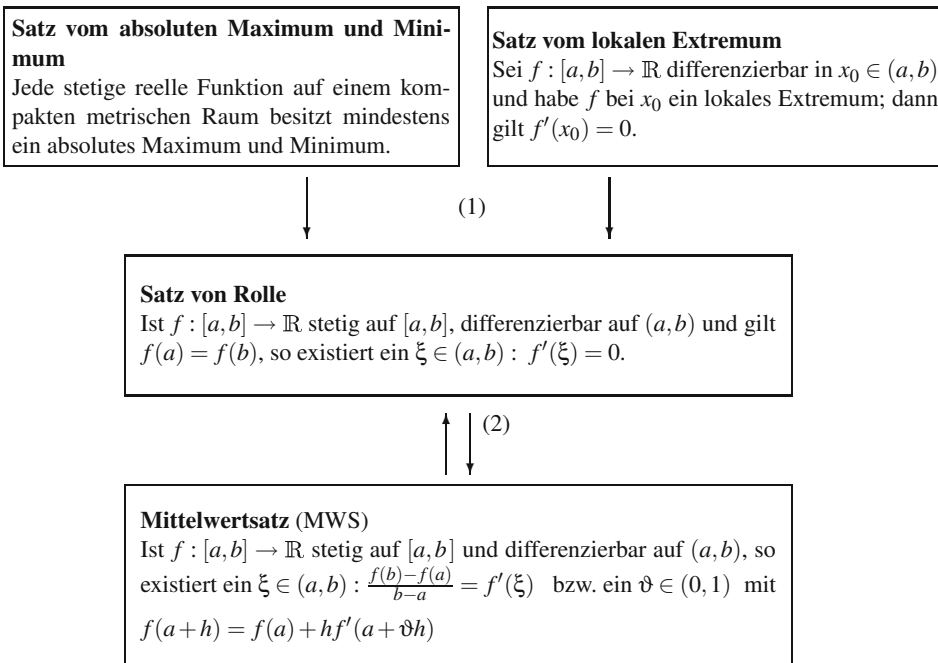 Satz vom absoluten Maximum und Mini-
mum
Jede stetige reelle Funktion auf einem kom-
pakten metrischen Raum besitzt mindestens
ein absolutes Maximum und Minimum.
Satz vom lokalen Extremum
Sei f : [a,b] → ℝ differenzierbar in x₀ ∈ (a,b)
und habe f bei x₀ ein lokales Extremum; dann
gilt f′(x₀) = 0.
(1)
Satz von Rolle
Ist f : [a,b] → ℝ stetig auf [a,b], differenzierbar auf (a,b) und gilt
f(a) = f(b), so existiert ein ξ ∈ (a,b) : f′(ξ) = 0.
(2)
Mittelwertsatz (MWS)
Ist f : [a,b] → ℝ stetig auf [a,b] und differenzierbar auf (a,b), so
existiert ein ξ ∈ (a,b) : \frac{f(b)−f(a)}{b−a} = f′(ξ) bzw. ein ϑ ∈ (0,1) mit
f(a+h) = f(a)+hf′(a+ϑh)